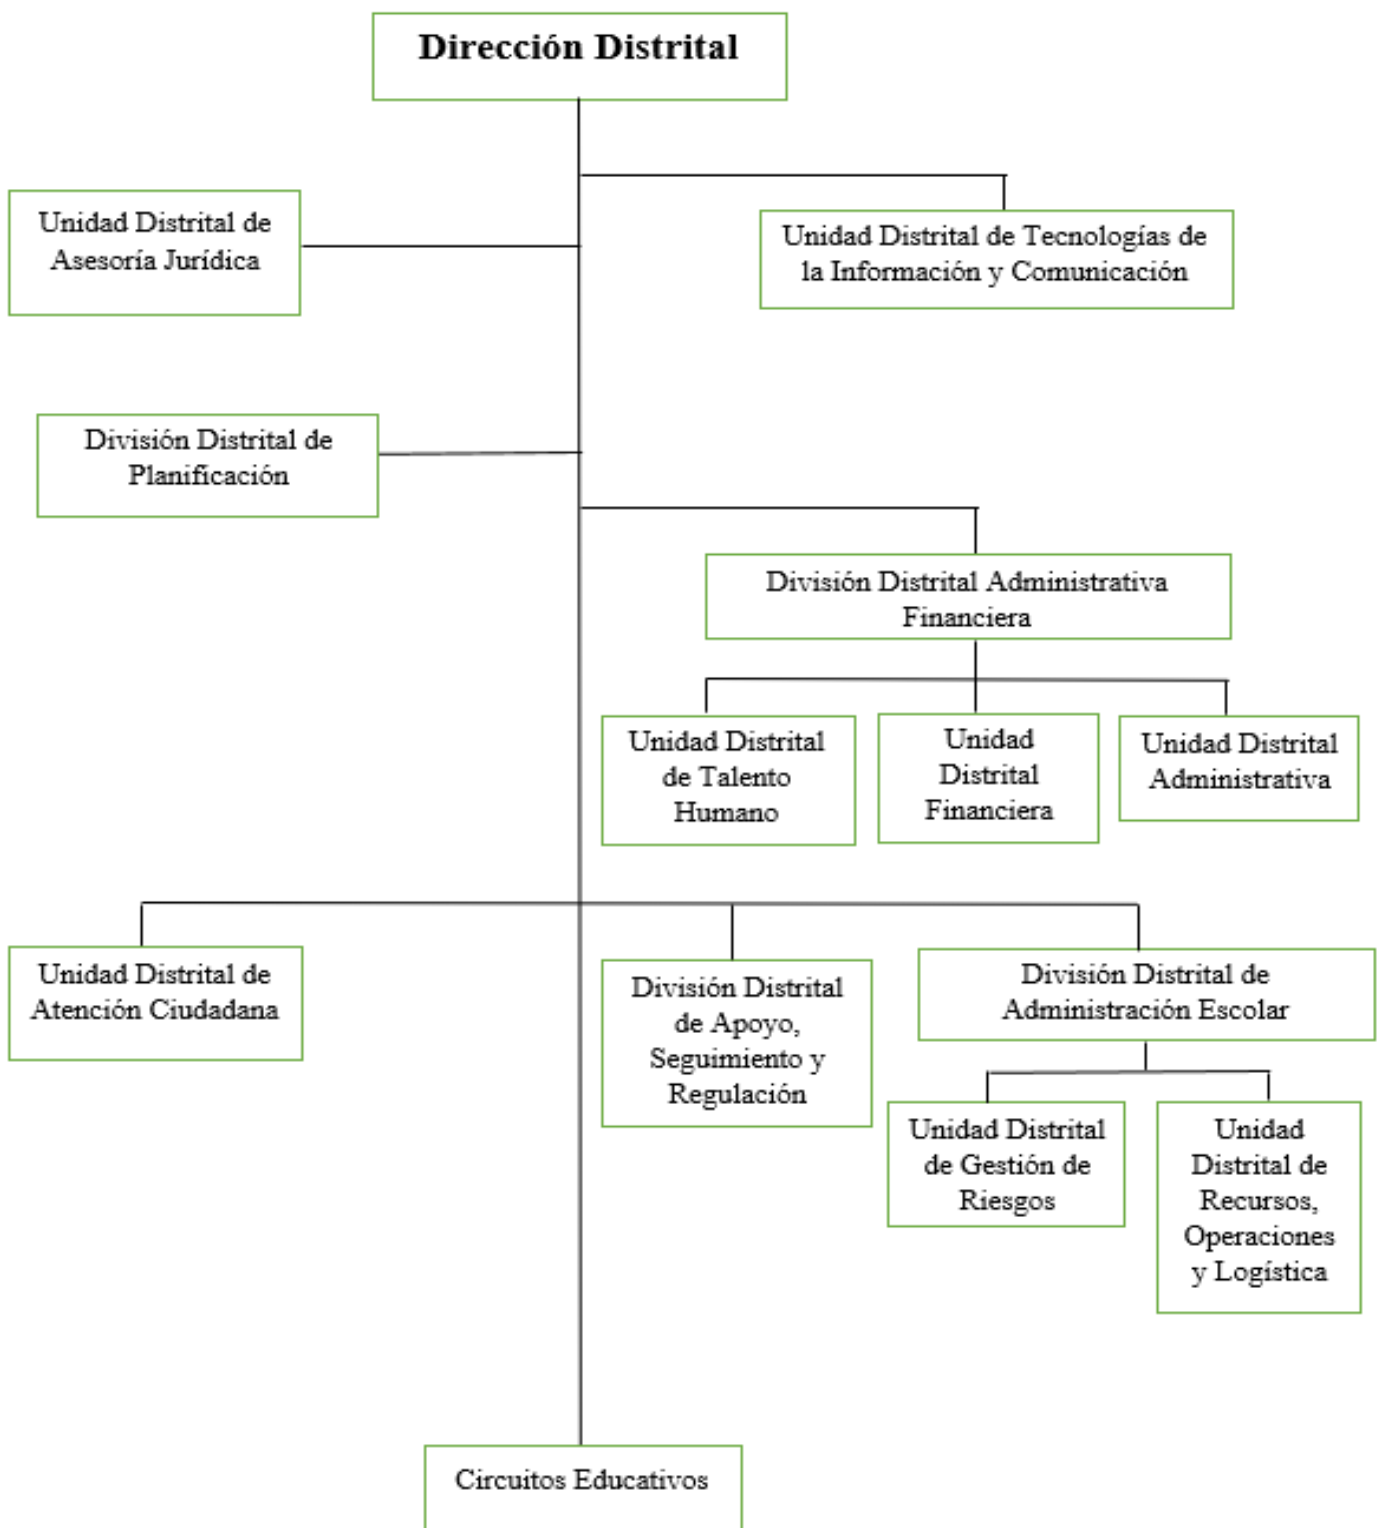 Dirección Distrital
Unidad Distrital de
Asesoría Jurídica
Unidad Distrital de Tecnologías de
la Información y Comunicación
División Distrital de
Planificación
División Distrital Administrativa
Financiera
Unidad Distrital
de Talento
Humano
Unidad
Distrital
Financiera
Unidad Distrital
Administrativa
Unidad Distrital de
Atención Ciudadana
División Distrital
de Apoyo,
Seguimiento y
Regulación
División Distrital de
Administración Escolar
Unidad Distrital
de Gestión de
Riesgos
Unidad
Distrital de
Recursos,
Operaciones
y Logística
Circuitos Educativos